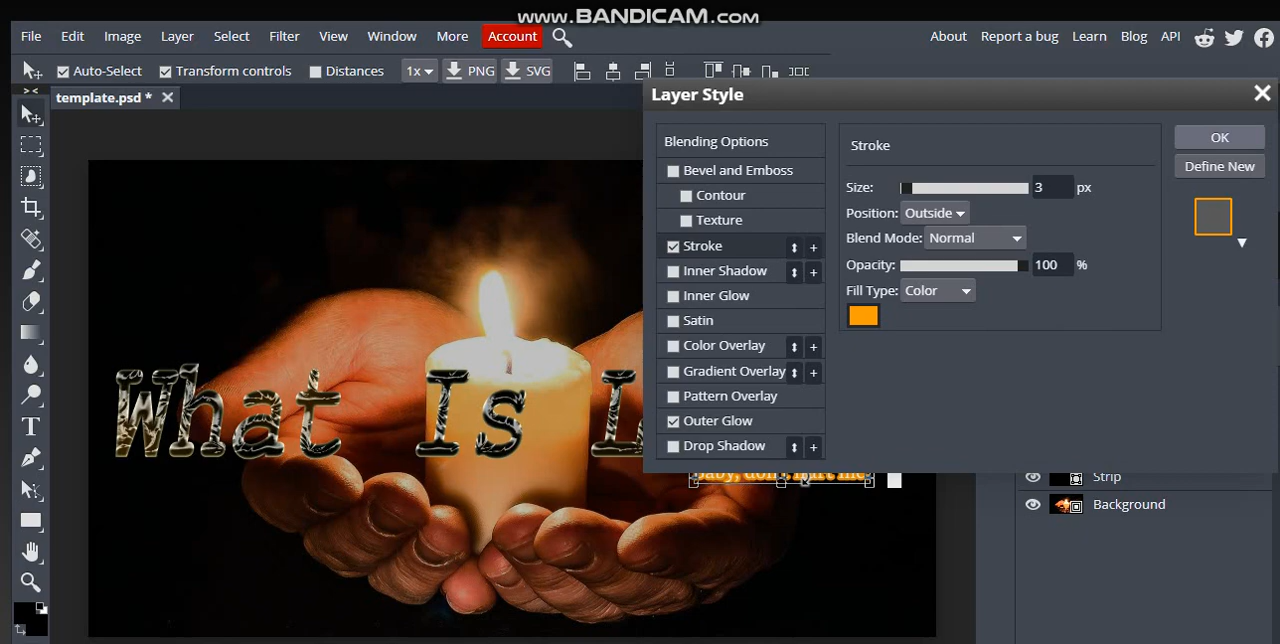 www.BANDICAM.com
File Edit Image Layer Select Filter View Window More Account About Report a bug Learn Blog API
Auto-Select Transform controls Distances 1x PNG SVG
template.psd *
Layer Style
Blending Options
Bevel and Emboss
Contour
Texture
Stroke
Inner Shadow
Inner Glow
Satin
Color Overlay
Gradient Overlay
Pattern Overlay
Outer Glow
Drop Shadow
Stroke
Size: 3 px
Position: Outside
Blend Mode: Normal
Opacity: 100 %
Fill Type: Color
OK
Define New
What Is L
Baby, don't hurt me
Strip
Background